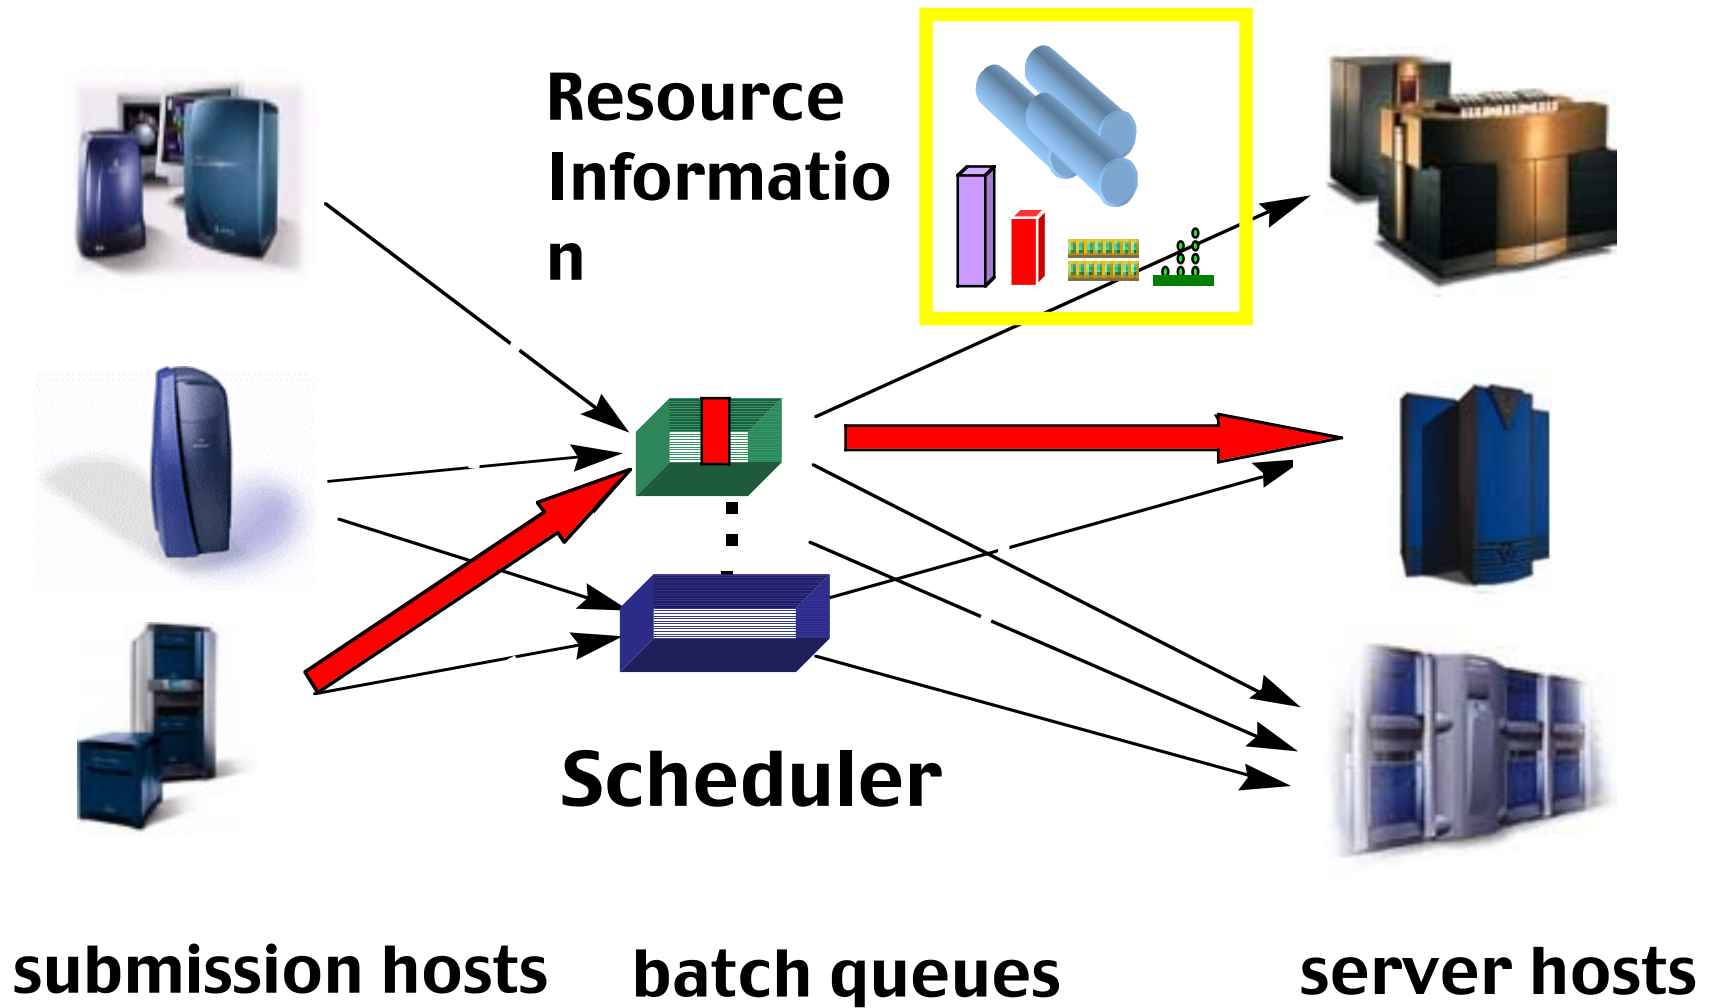 Resource
Informatio
n
Scheduler
submission hosts
batch queues
server hosts